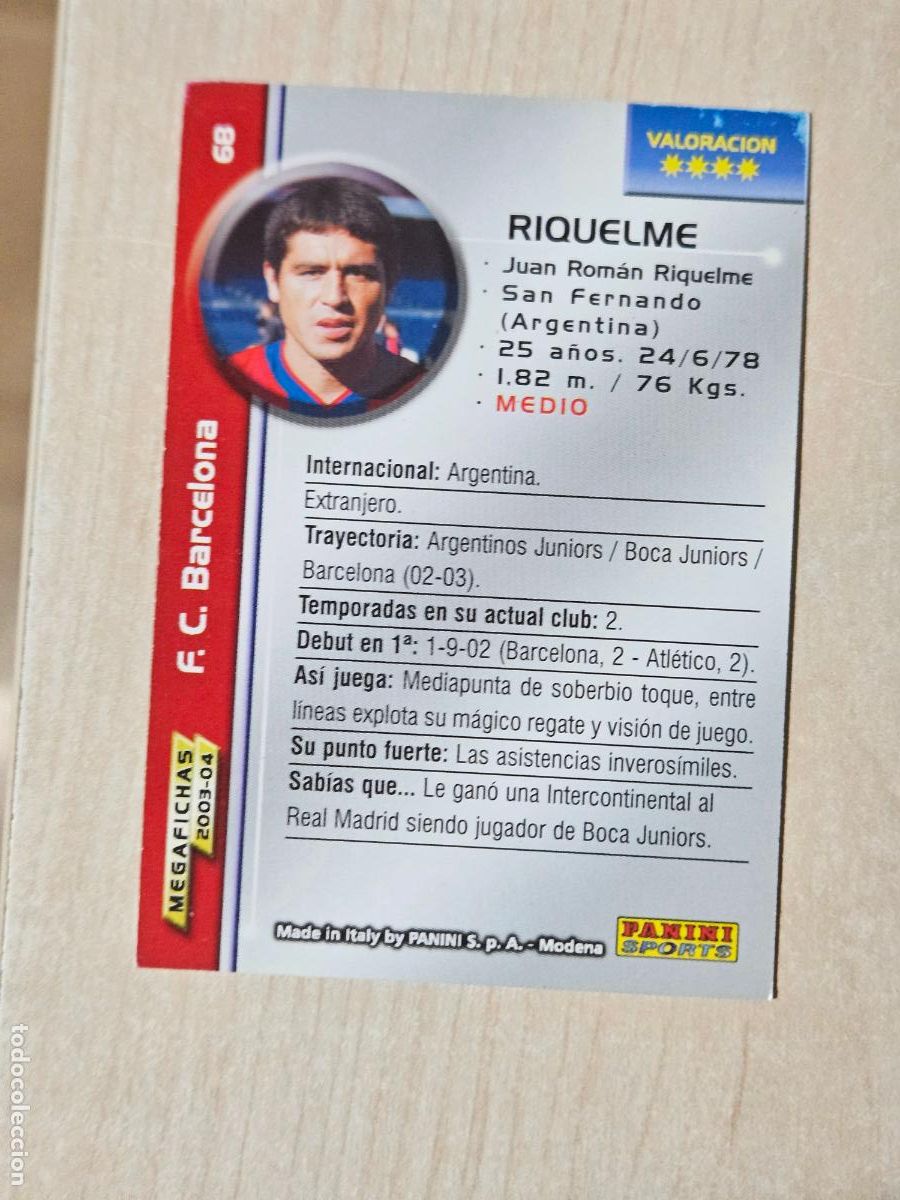 68
VALORACION
RIQUELME
· Juan Román Riquelme
· San Fernando
(Argentina)
· 25 años. 24/6/78
· 1.82 m. / 76 Kgs.
· MEDIO
F. C. Barcelona
Internacional: Argentina.
Extranjero.
Trayectoria: Argentinos Juniors / Boca Juniors /
Barcelona (02-03).
Temporadas en su actual club: 2.
Debut en 1ª: 1-9-02 (Barcelona, 2 - Atlético, 2).
Así juega: Mediapunta de soberbio toque, entre
líneas explota su mágico regate y visión de juego.
Su punto fuerte: Las asistencias inverosímiles.
Sabías que... Le ganó una Intercontinental al
Real Madrid siendo jugador de Boca Juniors.
MEGAFICHAS
2003-04
Made in Italy by PANINI S. p. A. - Modena
PANINI
SPORTS
todocoleccion